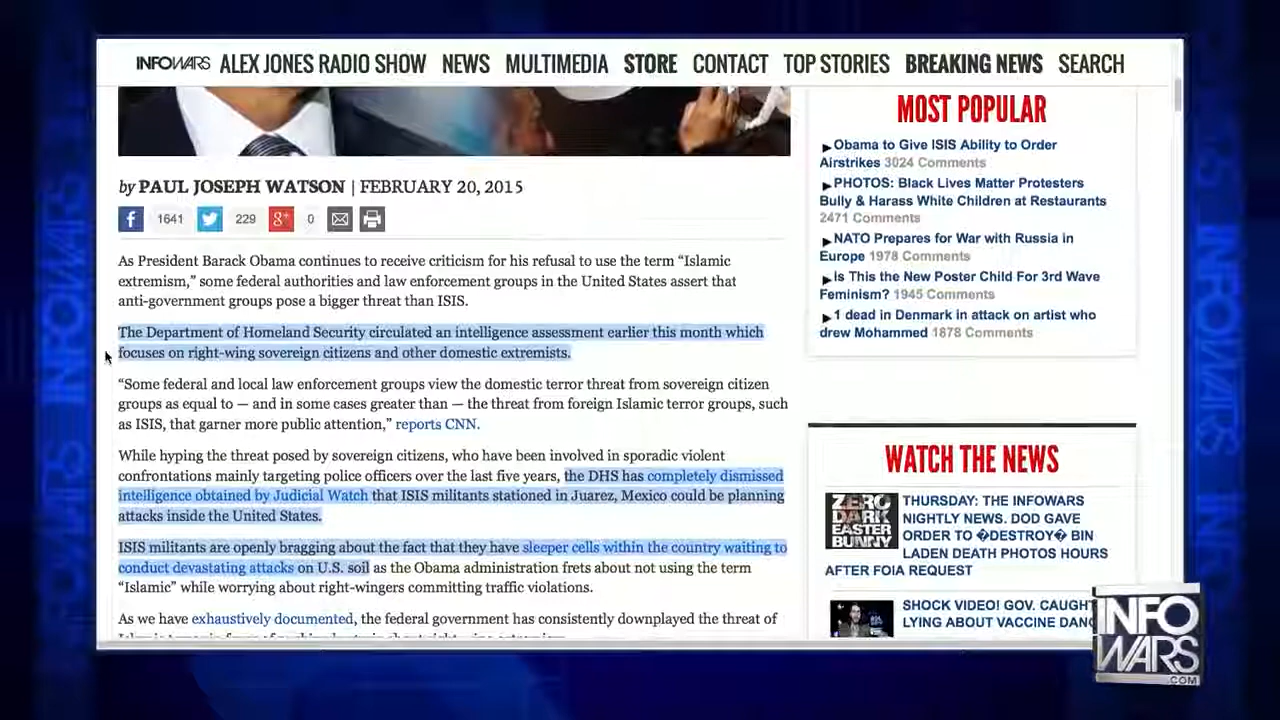 INFOWARS ALEX JONES RADIO SHOW NEWS MULTIMEDIA STORE CONTACT TOP STORIES BREAKING NEWS SEARCH
by PAUL JOSEPH WATSON | FEBRUARY 20, 2015
1641 229 0
As President Barack Obama continues to receive criticism for his refusal to use the term “Islamic
extremism,” some federal authorities and law enforcement groups in the United States assert that
anti-government groups pose a bigger threat than ISIS.
The Department of Homeland Security circulated an intelligence assessment earlier this month which
focuses on right-wing sovereign citizens and other domestic extremists.
“Some federal and local law enforcement groups view the domestic terror threat from sovereign citizen
groups as equal to — and in some cases greater than — the threat from foreign Islamic terror groups, such
as ISIS, that garner more public attention,” reports CNN.
While hyping the threat posed by sovereign citizens, who have been involved in sporadic violent
confrontations mainly targeting police officers over the last five years, the DHS has completely dismissed
intelligence obtained by Judicial Watch that ISIS militants stationed in Juarez, Mexico could be planning
attacks inside the United States.
ISIS militants are openly bragging about the fact that they have sleeper cells within the country waiting to
conduct devastating attacks on U.S. soil as the Obama administration frets about not using the term
“Islamic” while worrying about right-wingers committing traffic violations.
As we have exhaustively documented, the federal government has consistently downplayed the threat of
MOST POPULAR
Obama to Give ISIS Ability to Order
Airstrikes 3024 Comments
PHOTOS: Black Lives Matter Protesters
Bully & Harass White Children at Restaurants
2471 Comments
NATO Prepares for War with Russia in
Europe 1978 Comments
Is This the New Poster Child For 3rd Wave
Feminism? 1945 Comments
1 dead in Denmark in attack on artist who
drew Mohammed 1878 Comments
WATCH THE NEWS
ZERO
DARK
EASTER
BUNNY
THURSDAY: THE INFOWARS
NIGHTLY NEWS. DOD GAVE
ORDER TO �DESTROY� BIN
LADEN DEATH PHOTOS HOURS
AFTER FOIA REQUEST
SHOCK VIDEO! GOV. CAUGHT
LYING ABOUT VACCINE
INFO
WARS
.COM